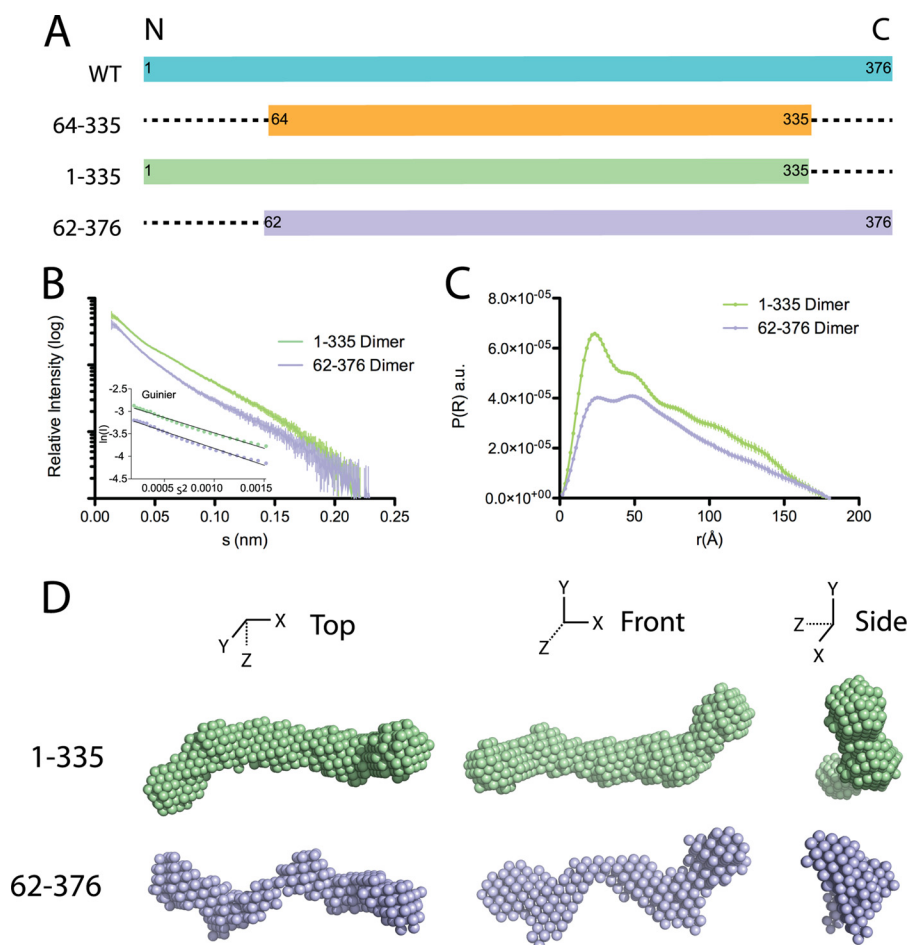 A
N
C
WT
1
376
64-335
64
335
1-335
1
335
62-376
62
376
B
Relative Intensity (log)
1-335 Dimer
62-376 Dimer
Guinier
ln(I)
-2.5
-3
-3.5
-4
-4.5
0.0005
0.0010
0.0015
s2
0.00
0.05
0.10
0.15
0.20
0.25
s (nm)
C
P(R) a.u.
8.0×10-05
6.0×10-05
4.0×10-05
2.0×10-05
0.0×10+00
1-335 Dimer
62-376 Dimer
0
50
100
150
200
r(Å)
D
X
Y
Z
Top
Y
X
Z
Front
Y
Z
X
Side
1-335
62-376